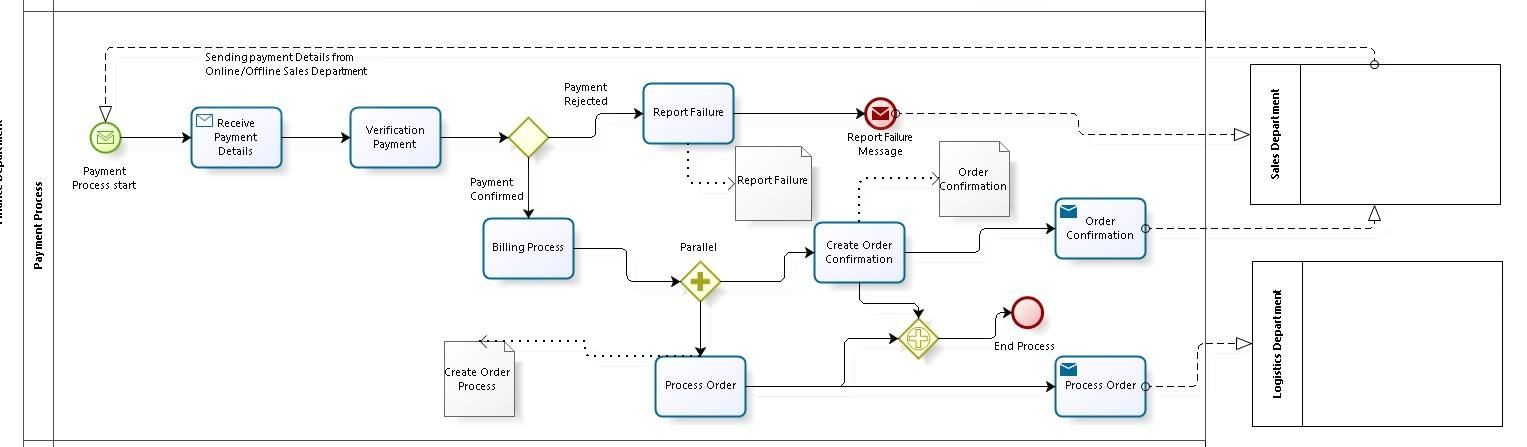 Sending payment Details from
Online/Offline Sales Department
Payment
Rejected
Report Failure
Receive
Payment
Details
Verification
Payment
Report Failure
Message
Payment
Process start
Payment
Confirmed
Report Failure
Order
Confirmation
Sales Department
Payment Process
Billing Process
Parallel
Create Order
Confirmation
Order
Confirmation
End Process
Create Order
Process
Process Order
Process Order
Logistics Department